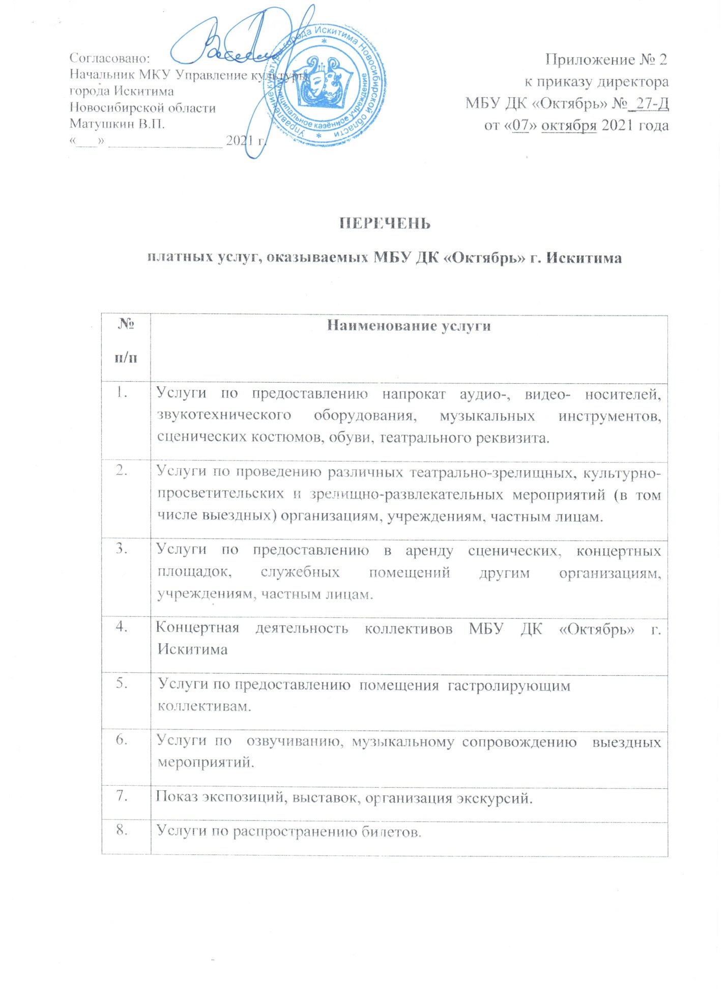 Согласовано:
Начальник МКУ Управление культуры
города Искитима
Новосибирской области
Матушкин В.П.
«___» ________________ 2021 г.
Управление культуры города Искитима Новосибирской области
Муниципальное казённое учреждение
Приложение № 2
к приказу директора
МБУ ДК «Октябрь» №_27-Д
от «07» октября 2021 года
ПЕРЕЧЕНЬ
платных услуг, оказываемых МБУ ДК «Октябрь» г. Искитима
№
п/п
Наименование услуги
1. Услуги по предоставлению напрокат аудио-, видео- носителей,
звукотехнического оборудования, музыкальных инструментов,
сценических костюмов, обуви, театрального реквизита.
2. Услуги по проведению различных театрально-зрелищных, культурно-
просветительских и зрелищно-развлекательных мероприятий (в том
числе выездных) организациям, учреждениям, частным лицам.
3. Услуги по предоставлению в аренду сценических, концертных
площадок, служебных помещений другим организациям,
учреждениям, частным лицам.
4. Концертная деятельность коллективов МБУ ДК «Октябрь» г.
Искитима
5. Услуги по предоставлению помещения гастролирующим
коллективам.
6. Услуги по озвучиванию, музыкальному сопровождению выездных
мероприятий.
7. Показ экспозиций, выставок, организация экскурсий.
8. Услуги по распространению билетов.